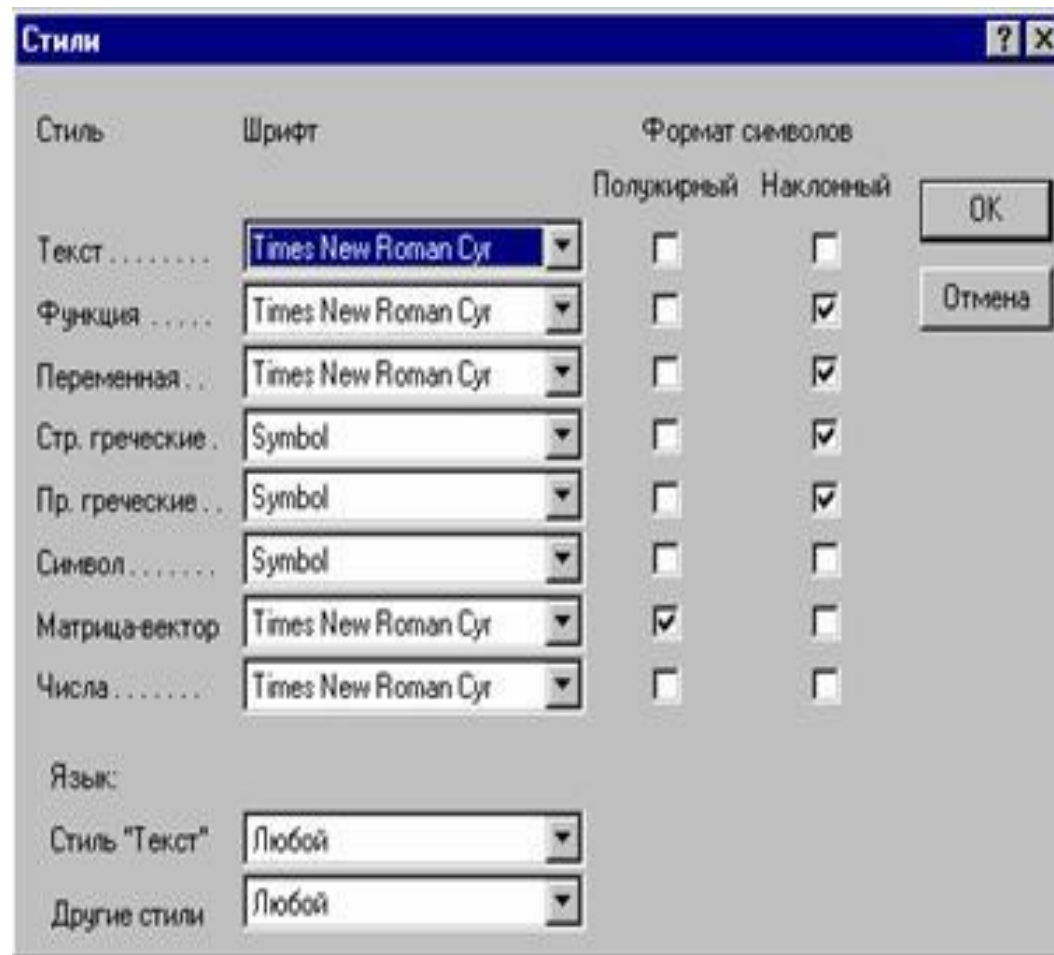 Стили
Стиль Шрифт Формат символов
Полужирный Наклонный
OK
Текст........ Times New Roman Cyr
Функция ..... Times New Roman Cyr
Отмена
Переменная.. Times New Roman Cyr
Стр. греческие . Symbol
Пр. греческие.. Symbol
Символ....... Symbol
Матрица-вектор Times New Roman Cyr
Числа....... Times New Roman Cyr
Язык:
Стиль "Текст" Любой
Другие стили Любой